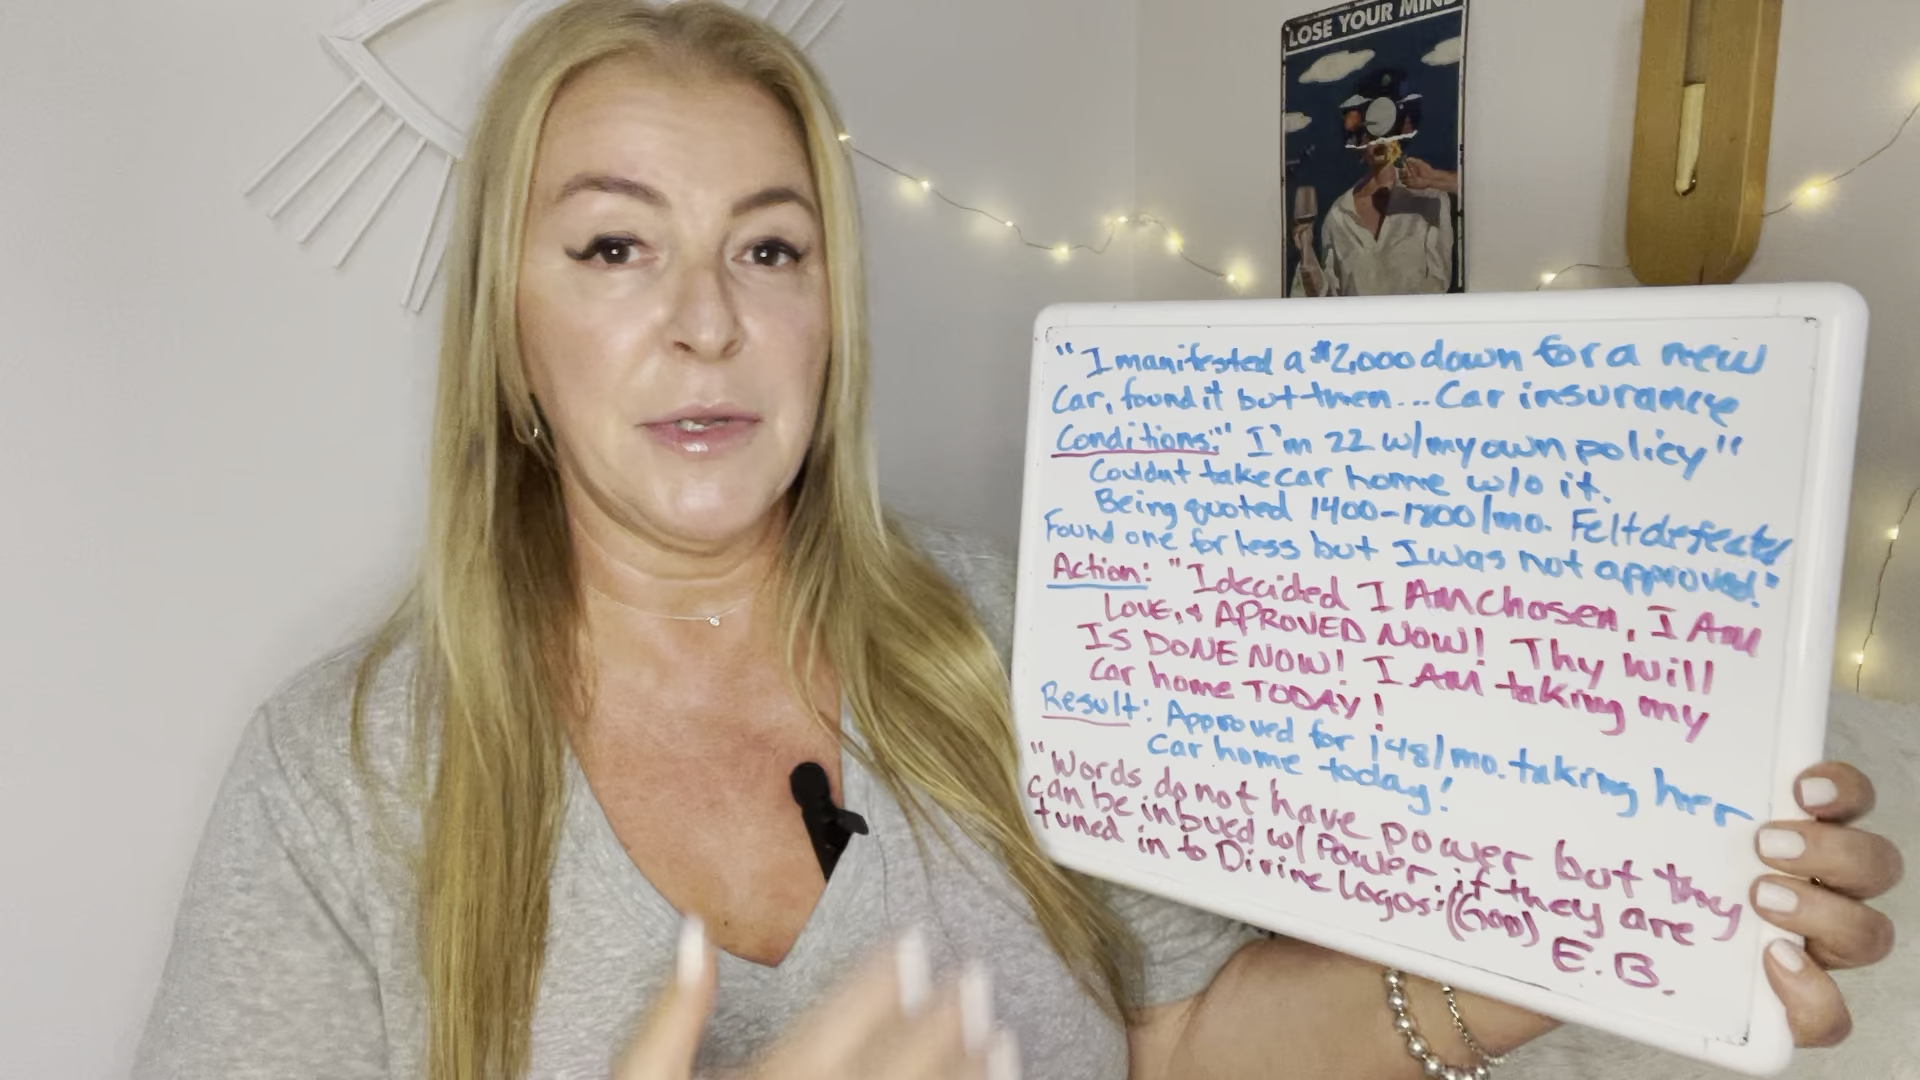 LOSE YOUR MIND
"I manifested a $2,000 down for a new
Car, found it but then... Car insurance
Conditions:" I'm 22 w/my own policy"
Couldnt take car home w/o it.
Being quoted 1400-1800/mo. Felt defeated
Found one for less but I was not approved."
Action: "I decided I AM chosen, I AM
LOVE, & APROVED NOW! Thy will
IS DONE NOW! I AM taking my
Car home TODAY!
Result: Approved for 148/mo. taking her
Car home today!
"Words do not have power but they
can be inbued w/ Power if they are
tuned in to Divine Logos: (GOD)
E.B.